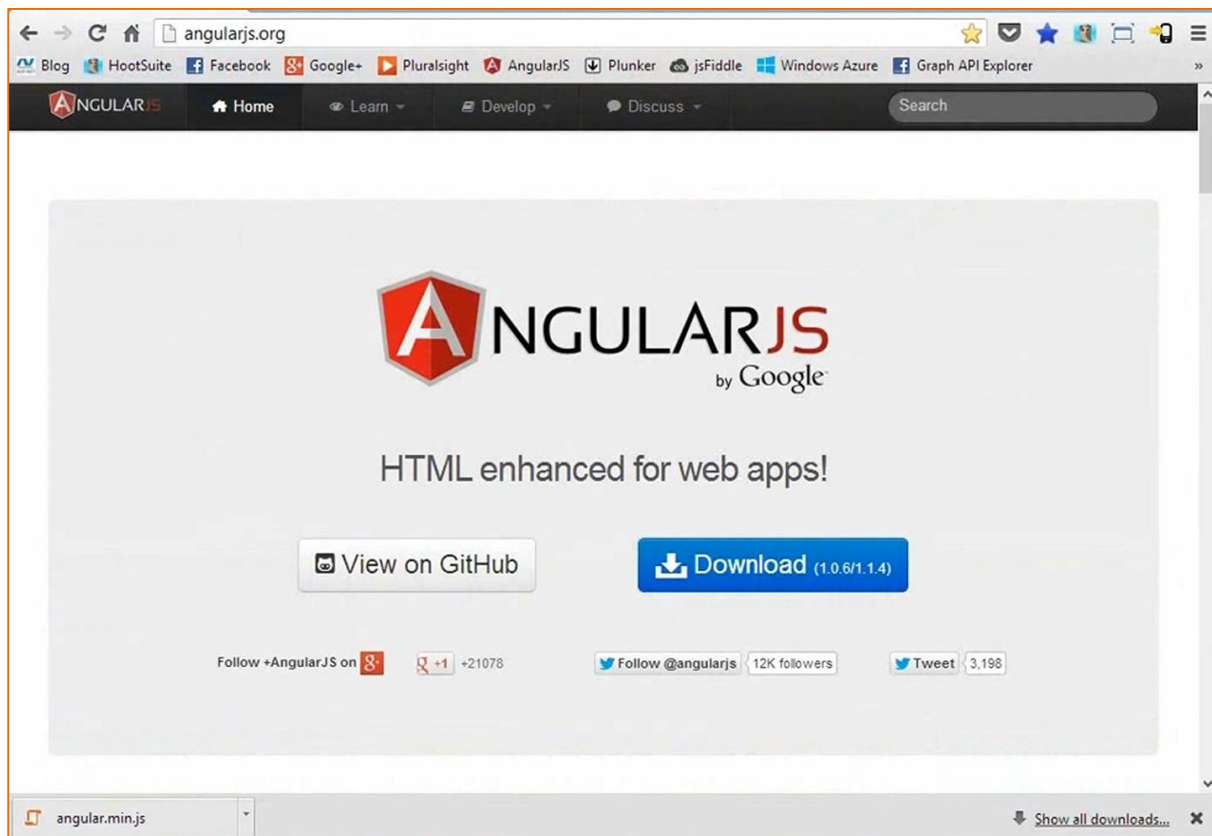 angularjs.org
Blog HootSuite Facebook Google+ Pluralsight AngularJS Plunker jsFiddle Windows Azure Graph API Explorer »
ANGULARJS Home Learn Develop Discuss Search
ANGULARJS
by Google
HTML enhanced for web apps!
View on GitHub Download (1.0.6/1.1.4)
Follow +AngularJS on g+ g +1 +21078 Follow @angularjs 12K followers Tweet 3,198
angular.min.js Show all downloads...